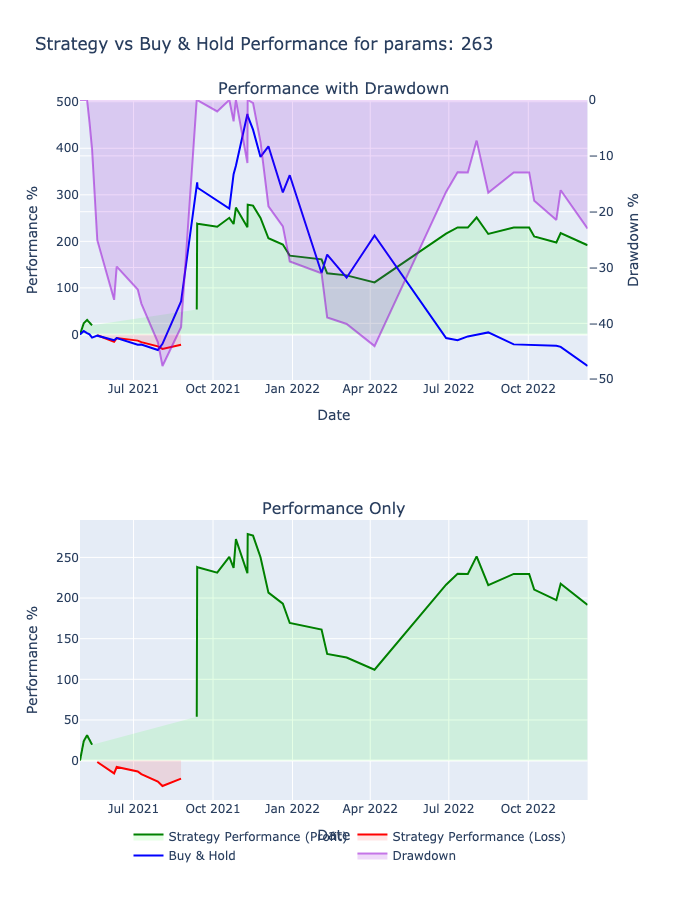 Strategy vs Buy & Hold Performance for params: 263
Performance with Drawdown
500
400
300
200
100
0
Performance %
0
−10
−20
−30
−40
−50
Drawdown %
Jul 2021
Oct 2021
Jan 2022
Apr 2022
Jul 2022
Oct 2022
Date
Performance Only
250
200
150
100
50
0
Performance %
Jul 2021
Oct 2021
Jan 2022
Apr 2022
Jul 2022
Oct 2022
Date
Strategy Performance (Profit)
Strategy Performance (Loss)
Buy & Hold
Drawdown